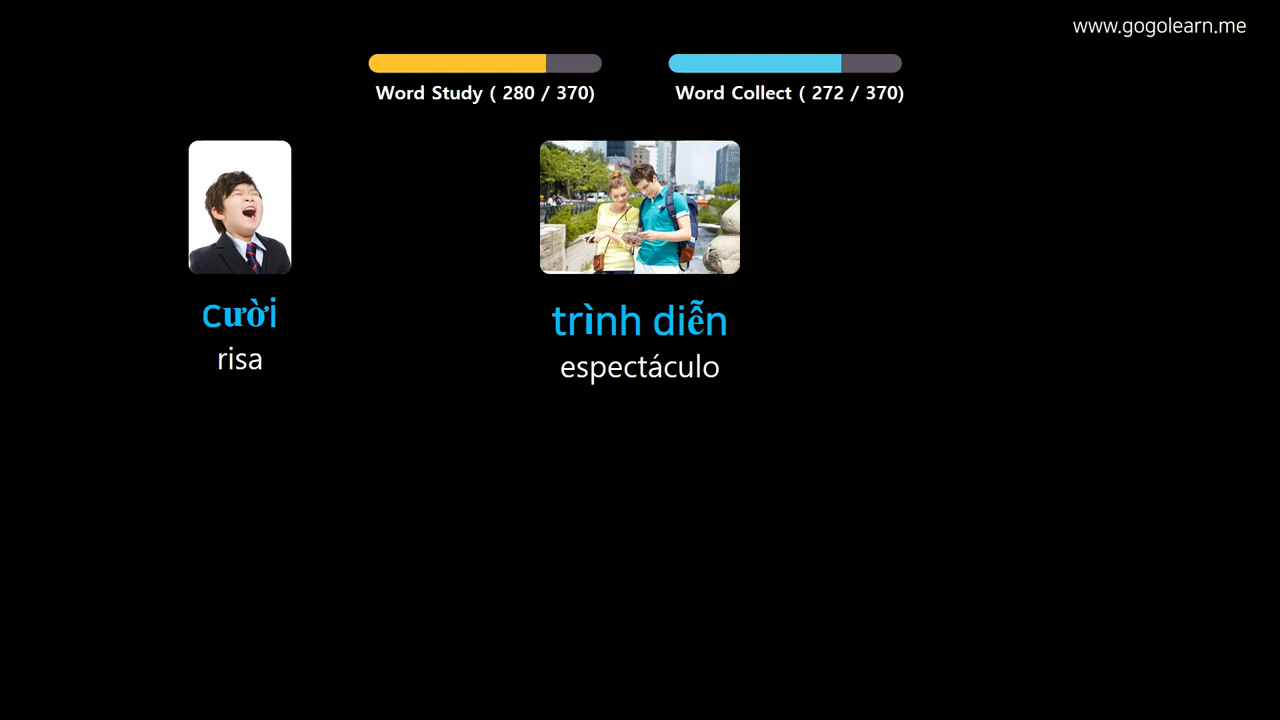 www.gogolearn.me
Word Study ( 280 / 370)
Word Collect ( 272 / 370)
cười
risa
trình diễn
espectáculo